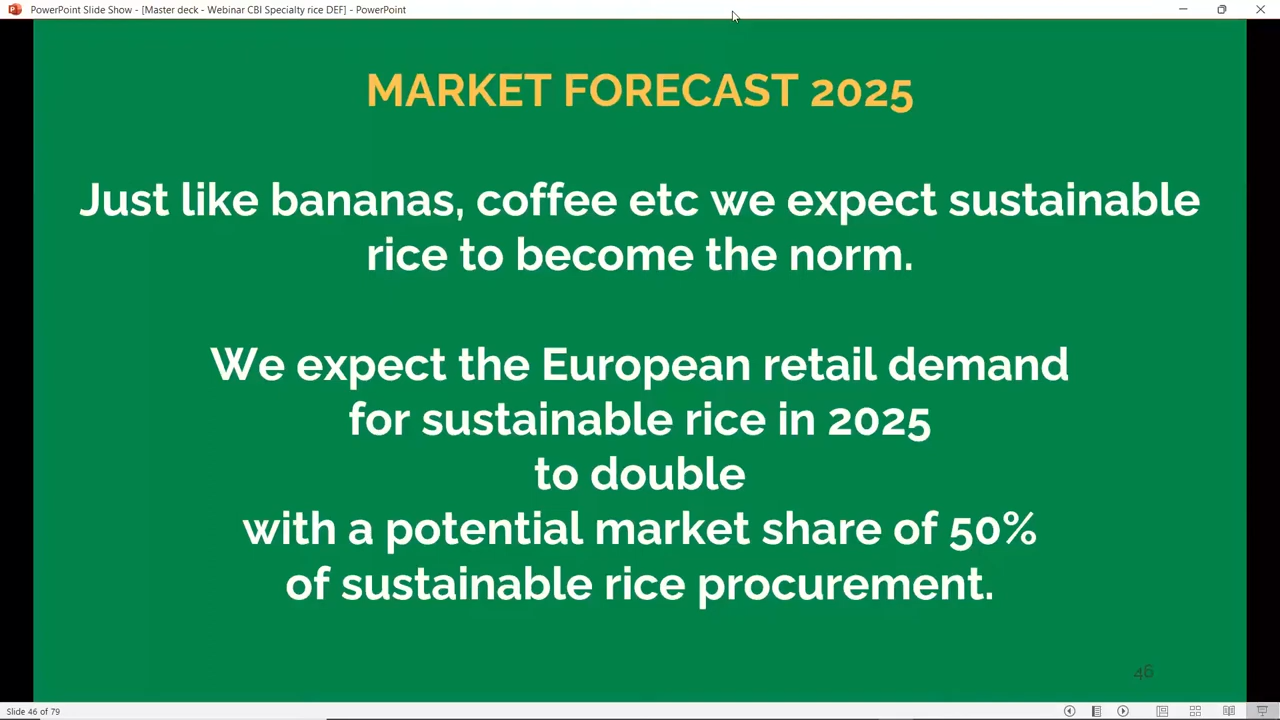 PowerPoint Slide Show - [Master deck - Webinar CBI Specialty rice DEF] - PowerPoint
MARKET FORECAST 2025
Just like bananas, coffee etc we expect sustainable
rice to become the norm.
We expect the European retail demand
for sustainable rice in 2025
to double
with a potential market share of 50%
of sustainable rice procurement.
46
Slide 46 of 79